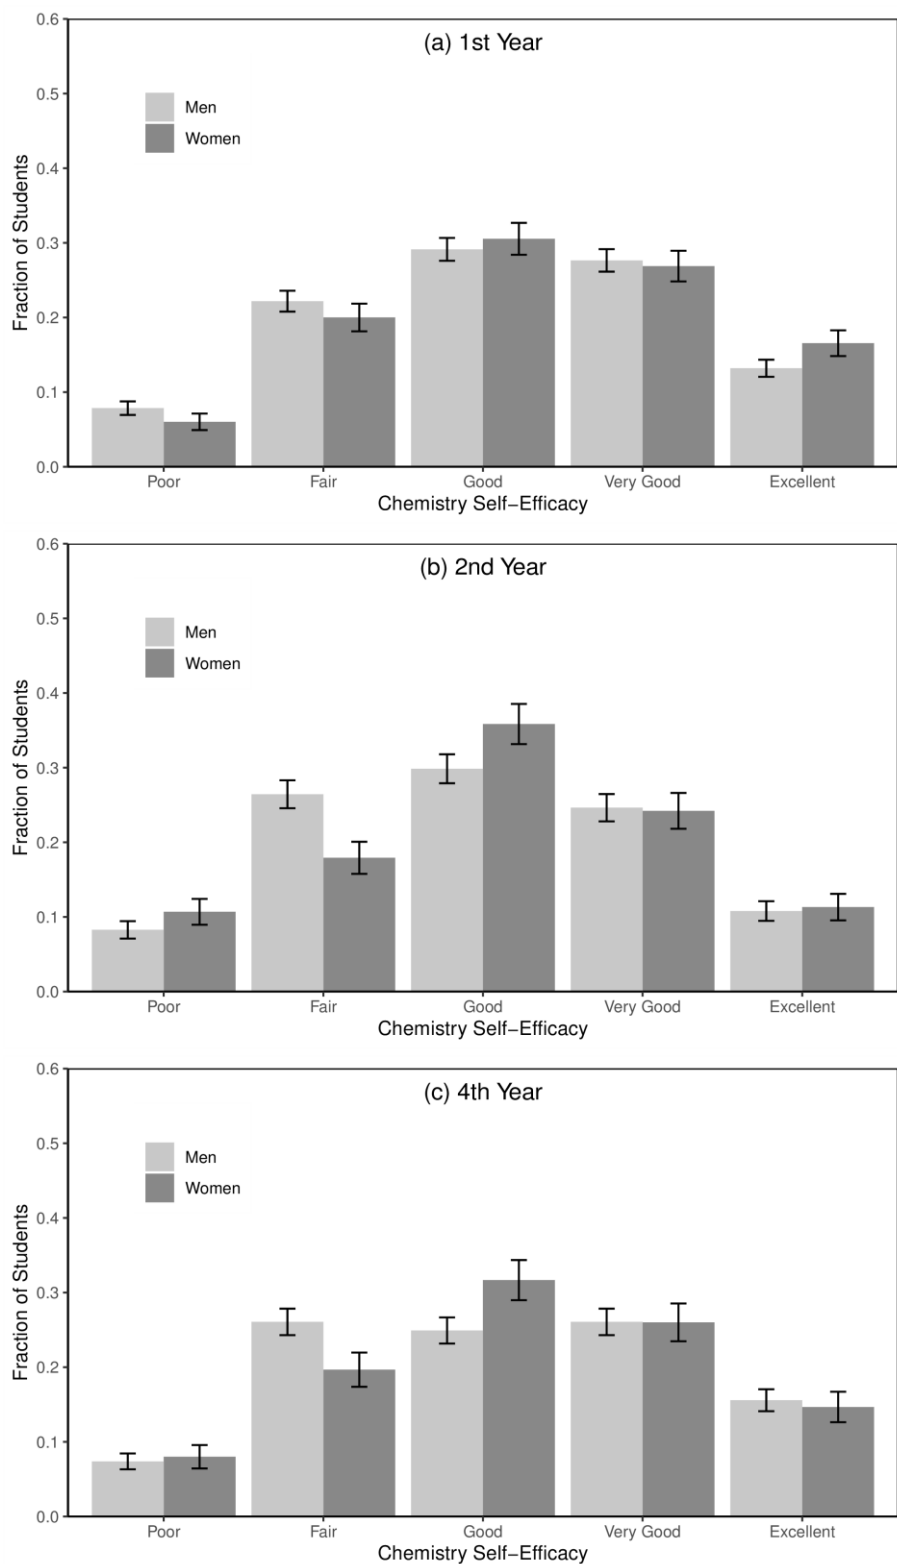 (a) 1st Year
0.6
0.5
0.4
0.3
0.2
0.1
0.0
Fraction of Students
Men
Women
Poor Fair Good Very Good Excellent
Chemistry Self−Efficacy
(b) 2nd Year
0.6
0.5
0.4
0.3
0.2
0.1
0.0
Fraction of Students
Men
Women
Poor Fair Good Very Good Excellent
Chemistry Self−Efficacy
(c) 4th Year
0.6
0.5
0.4
0.3
0.2
0.1
0.0
Fraction of Students
Men
Women
Poor Fair Good Very Good Excellent
Chemistry Self−Efficacy